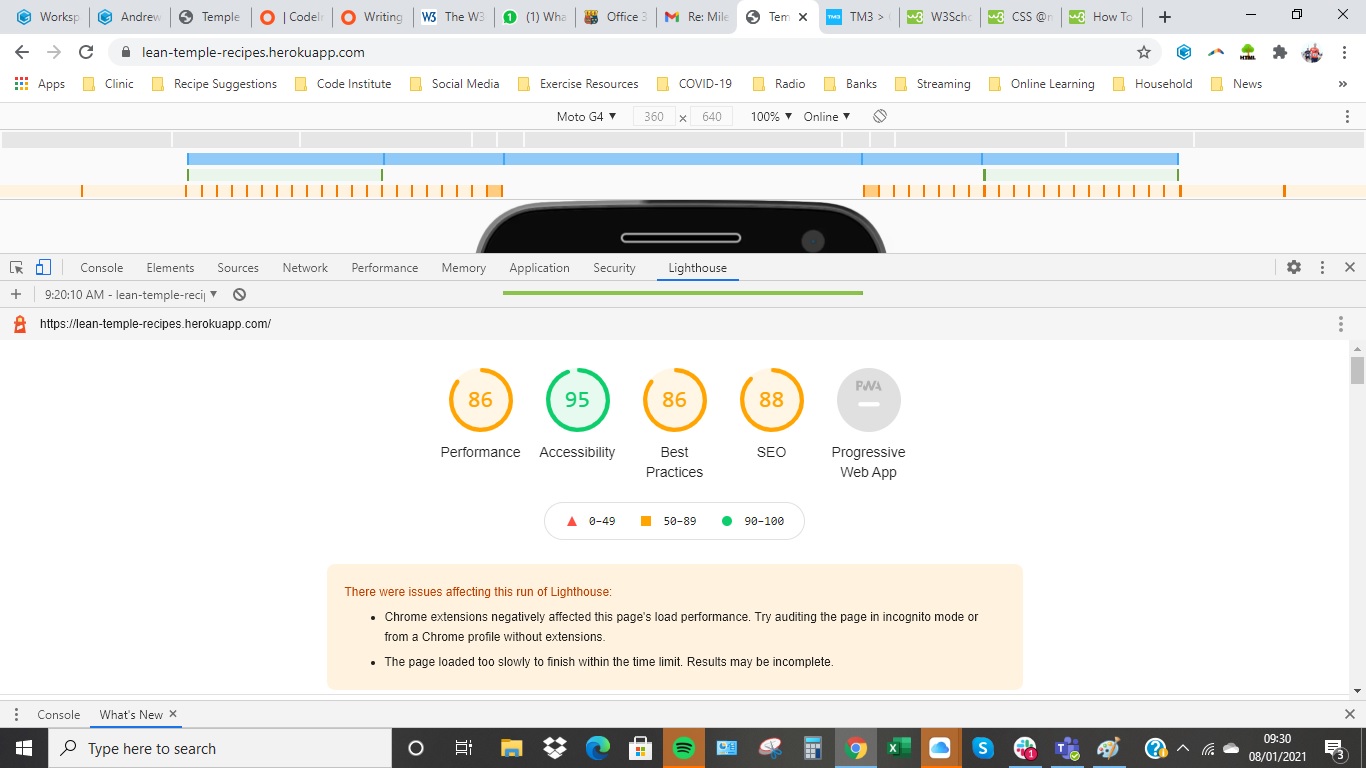 Worksp
Andrew
Temple
| CodeIn
Writing
The W3
(1) Wha
Office 3
Re: Mile
Tem
TM3 >
W3Scho
CSS @m
How To
lean-temple-recipes.herokuapp.com
Apps
Clinic
Recipe Suggestions
Code Institute
Social Media
Exercise Resources
COVID-19
Radio
Banks
Streaming
Online Learning
Household
News
»
Moto G4 ▼
360 × 640
100% ▼
Online ▼
Console
Elements
Sources
Network
Performance
Memory
Application
Security
Lighthouse
9:20:10 AM - lean-temple-recip ▼
https://lean-temple-recipes.herokuapp.com/
86
95
86
88
PWA
Performance
Accessibility
Best
Practices
SEO
Progressive
Web App
0–49
50–89
90–100
There were issues affecting this run of Lighthouse:
• Chrome extensions negatively affected this page's load performance. Try auditing the page in incognito mode or
from a Chrome profile without extensions.
• The page loaded too slowly to finish within the time limit. Results may be incomplete.
Console
What's New
Type here to search
09:30
08/01/2021
1
3